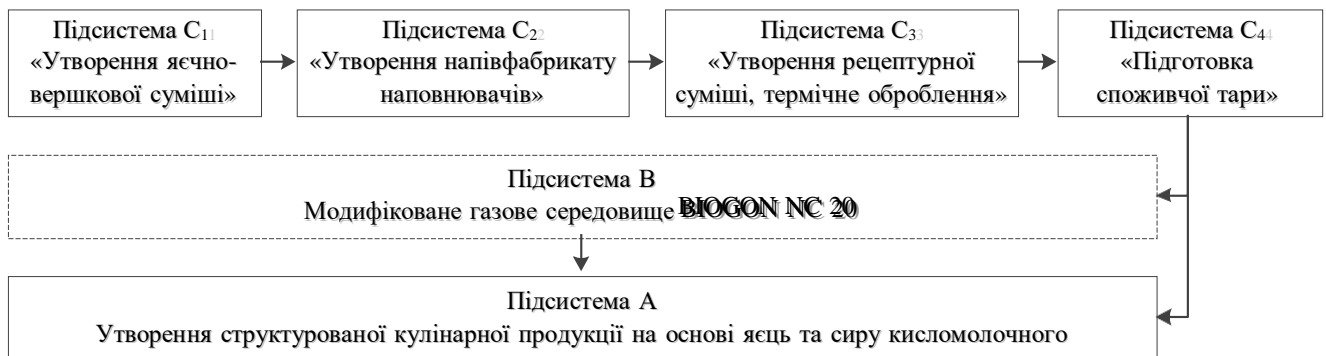 Підсистема С₁
«Утворення яєчно-
вершкової суміші»
Підсистема С₂
«Утворення напівфабрикату
наповнювачів»
Підсистема С₃
«Утворення рецептурної
суміші, термічне оброблення»
Підсистема С₄
«Підготовка
споживчої тари»
Підсистема В
Модифіковане газове середовище BIOGON NC 20
Підсистема А
Утворення структурованої кулінарної продукції на основі яєць та сиру кисломолочного